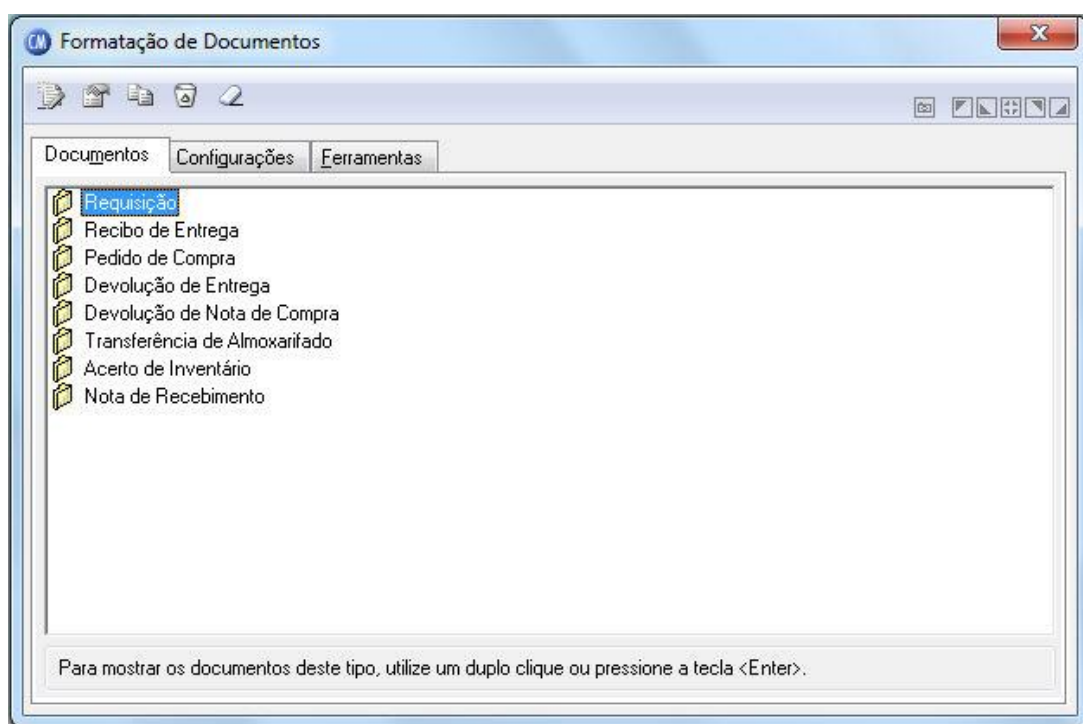 CM Formatação de Documentos
Documentos Configurações Ferramentas
Requisição
Recibo de Entrega
Pedido de Compra
Devolução de Entrega
Devolução de Nota de Compra
Transferência de Almoxarifado
Acerto de Inventário
Nota de Recebimento
Para mostrar os documentos deste tipo, utilize um duplo clique ou pressione a tecla <Enter>.